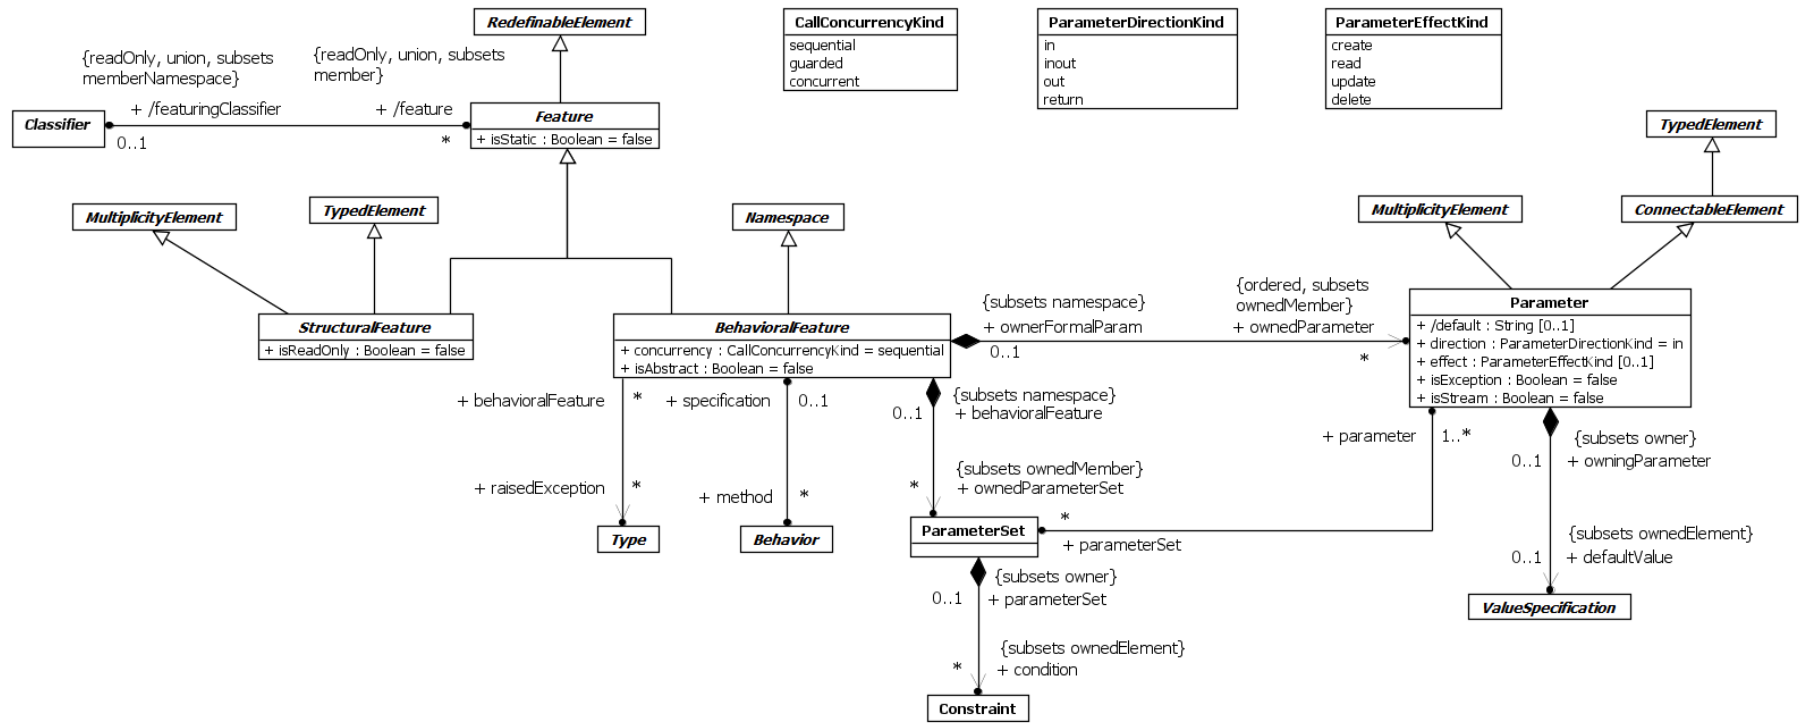 RedefinableElement
CallConcurrencyKind
sequential
guarded
concurrent
ParameterDirectionKind
in
inout
out
return
ParameterEffectKind
create
read
update
delete
{readOnly, union, subsets
memberNamespace}
+ /featuringClassifier
0..1
{readOnly, union, subsets
member}
+ /feature
*
Classifier
Feature
+ isStatic : Boolean = false
TypedElement
MultiplicityElement
TypedElement
Namespace
MultiplicityElement
ConnectableElement
StructuralFeature
+ isReadOnly : Boolean = false
BehavioralFeature
+ concurrency : CallConcurrencyKind = sequential
+ isAbstract : Boolean = false
{subsets namespace}
+ ownerFormalParam
0..1
{ordered, subsets
ownedMember}
+ ownedParameter
*
Parameter
+ /default : String [0..1]
+ direction : ParameterDirectionKind = in
+ effect : ParameterEffectKind [0..1]
+ isException : Boolean = false
+ isStream : Boolean = false
+ behavioralFeature
*
+ specification
0..1
0..1
{subsets namespace}
+ behavioralFeature
+ parameter
1..*
0..1
{subsets owner}
+ owningParameter
+ raisedException
*
+ method
*
*
{subsets ownedMember}
+ ownedParameterSet
Type
Behavior
ParameterSet
*
+ parameterSet
0..1
{subsets ownedElement}
+ defaultValue
0..1
{subsets owner}
+ parameterSet
ValueSpecification
*
{subsets ownedElement}
+ condition
Constraint